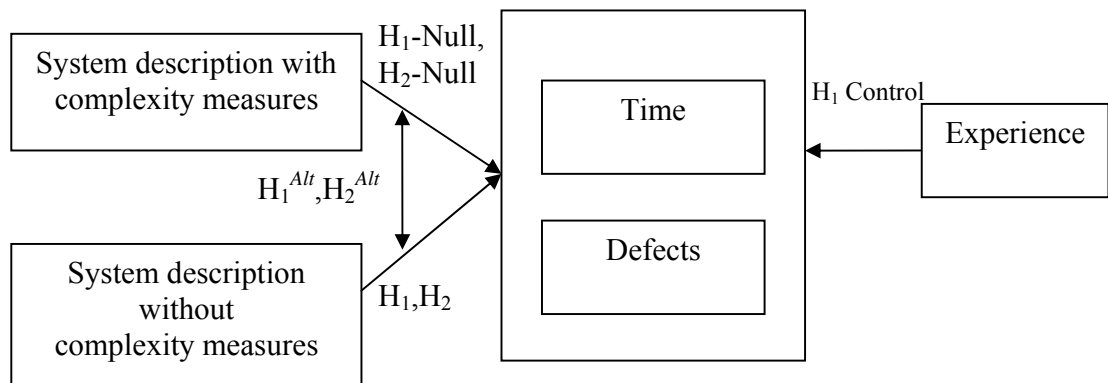 System description with
complexity measures
H₁-Null,
H₂-Null
Time
H₁ Control
Experience
H₁ᴬˡᵗ,H₂ᴬˡᵗ
Defects
System description
without
complexity measures
H₁,H₂